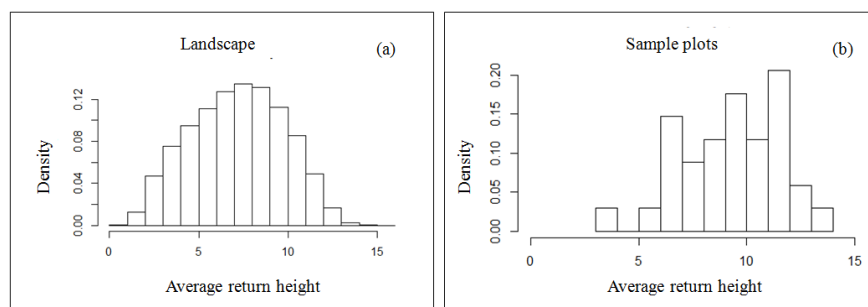 Landscape (a)
Density
0.00
0.04
0.08
0.12
0 5 10 15
Average return height
Sample plots (b)
Density
0.00
0.05
0.10
0.15
0.20
0 5 10 15
Average return height